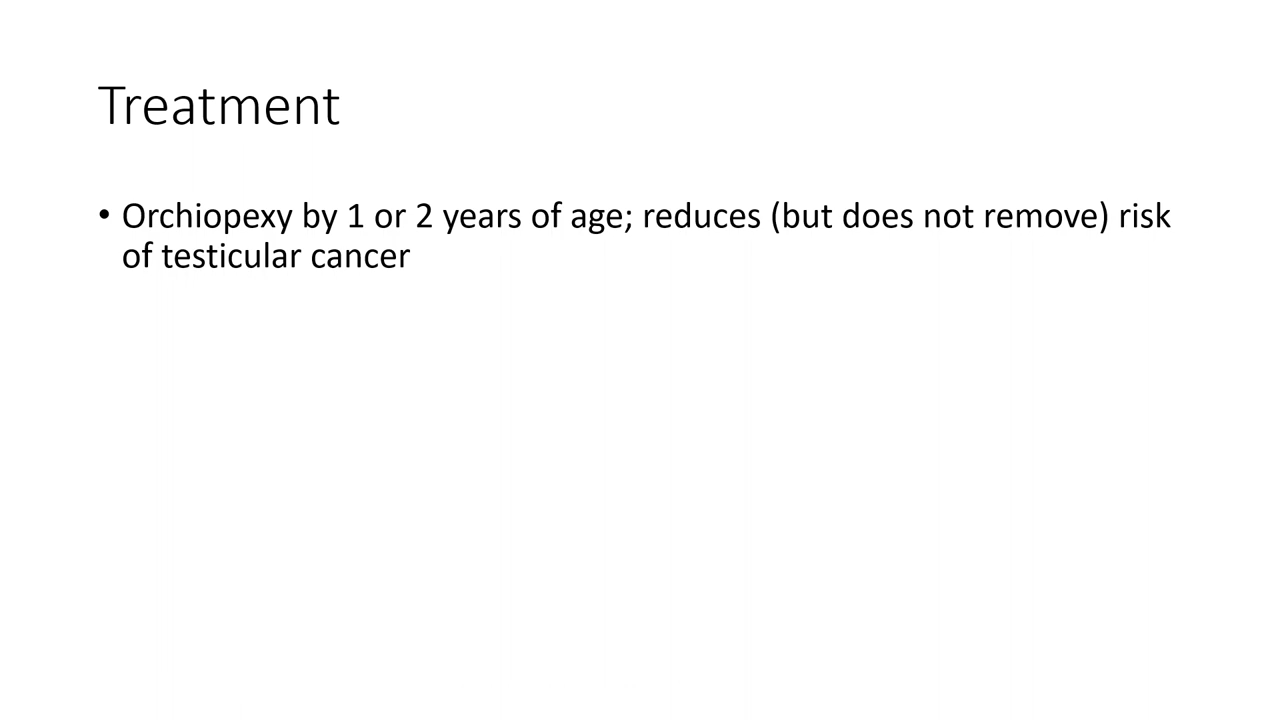 Treatment
• Orchiopexy by 1 or 2 years of age; reduces (but does not remove) risk
of testicular cancer